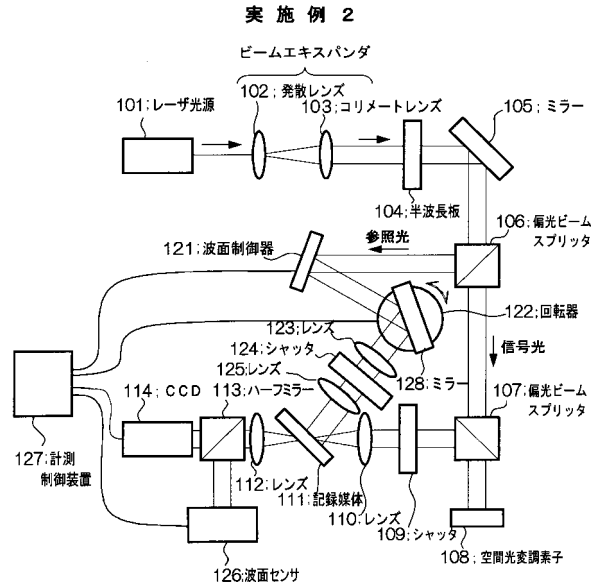 実施例2
ビームエキスパンダ
102;発散レンズ
101;レーザ光源
103;コリメートレンズ
105;ミラー
104;半波長板
106;偏光ビーム
スプリッタ
参照光
121;波面制御器
122;回転器
123;レンズ
124;シャッタ
125;レンズ
128;ミラー
信号光
114;CCD
113;ハーフミラー
107;偏光ビーム
スプリッタ
127;計測
制御装置
112;レンズ
111;記録媒体
110;レンズ
109;シャッタ
108;空間光変調素子
126;波面センサ